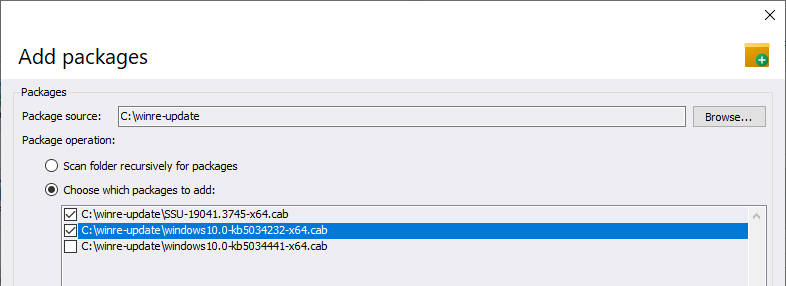 Add packages
Packages
Package source: C:\winre-update Browse...
Package operation:
Scan folder recursively for packages
Choose which packages to add:
C:\winre-update\SSU-19041.3745-x64.cab
C:\winre-update\windows10.0-kb5034232-x64.cab
C:\winre-update\windows10.0-kb5034441-x64.cab